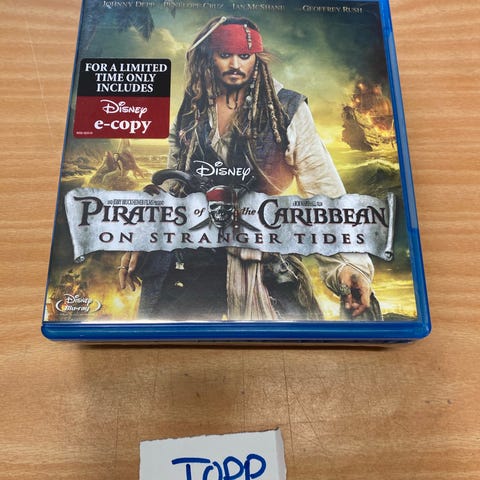 JOHNNY DEPP PENÉLOPE CRUZ IAN McSHANE AND GEOFFREY RUSH
FOR A LIMITED
TIME ONLY
INCLUDES
Disney
e-copy
Disney
PIRATES of the CARIBBEAN
ON STRANGER TIDES
Disney
Blu-ray
TOPP